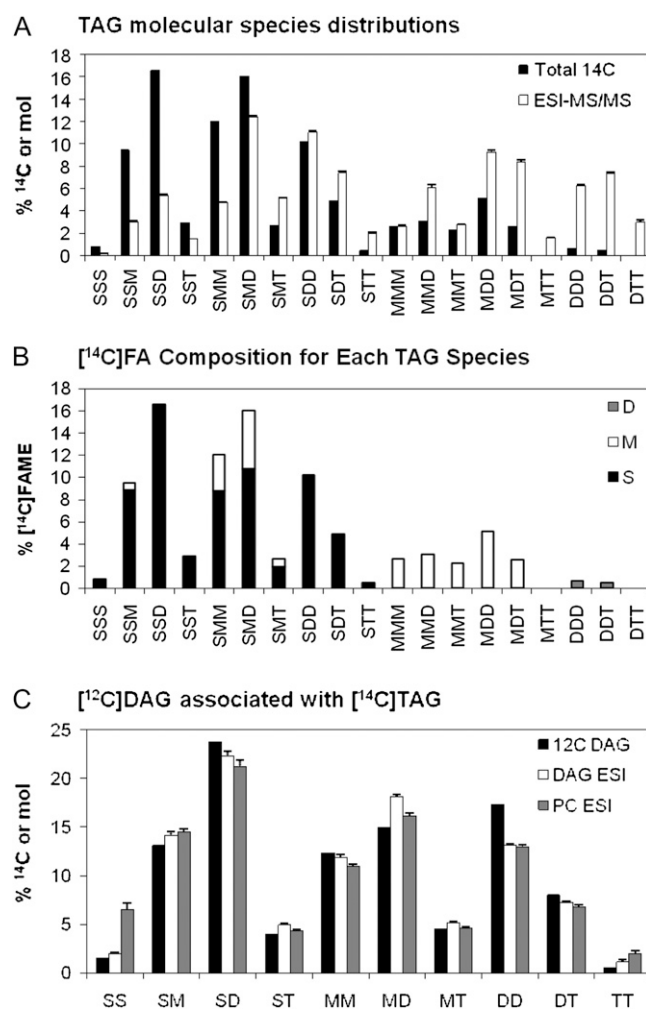 A TAG molecular species distributions
% ¹⁴C or mol
18
16
14
12
10
8
6
4
2
0
Total 14C
ESI-MS/MS
SSS SSM SSD SST SMM SMD SMT SDD SDT STT MMM MMD MMT MDD MDT MTT DDD DDT DTT
B [¹⁴C]FA Composition for Each TAG Species
% [¹⁴C]FAME
18
16
14
12
10
8
6
4
2
0
D
M
S
SSS SSM SSD SST SMM SMD SMT SDD SDT STT MMM MMD MMT MDD MDT MTT DDD DDT DTT
C [¹²C]DAG associated with [¹⁴C]TAG
% ¹⁴C or mol
25
20
15
10
5
0
12C DAG
DAG ESI
PC ESI
SS SM SD ST MM MD MT DD DT TT